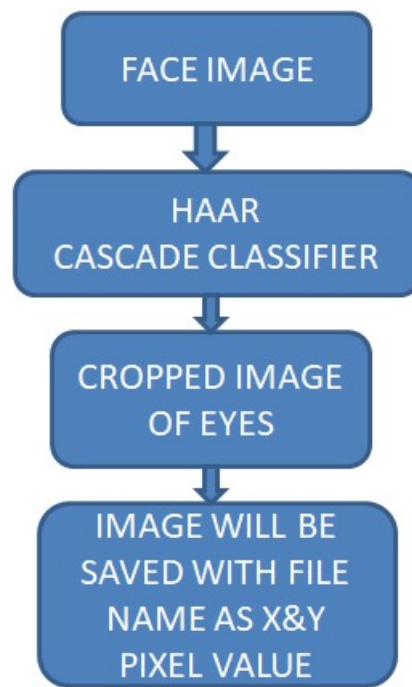 FACE IMAGE
HAAR
CASCADE CLASSIFIER
CROPPED IMAGE
OF EYES
IMAGE WILL BE
SAVED WITH FILE
NAME AS X&Y
PIXEL VALUE